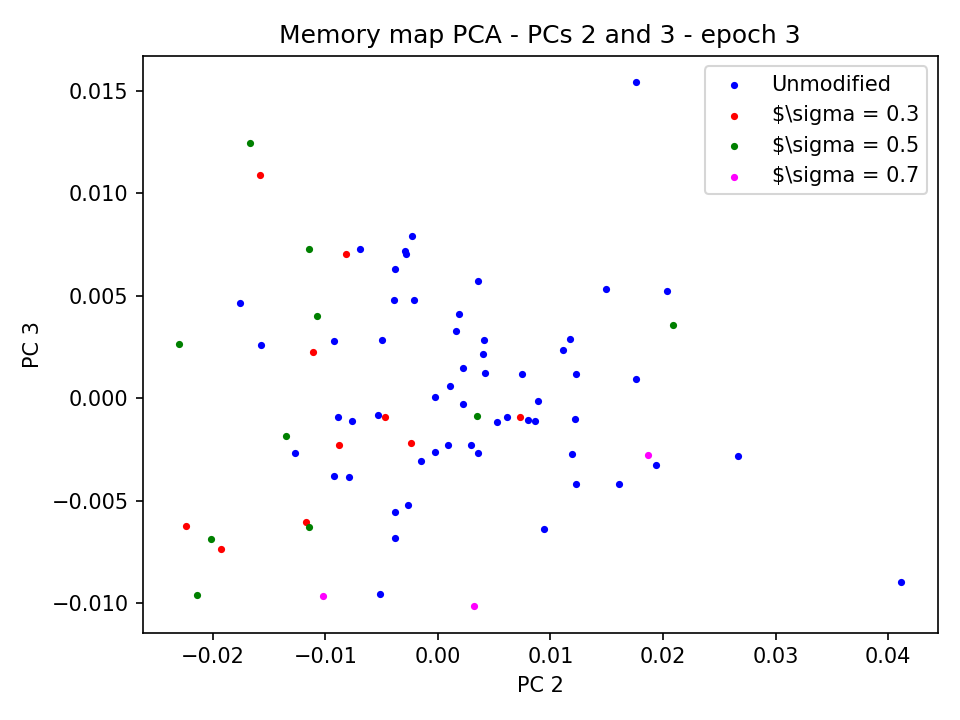 Memory map PCA - PCs 2 and 3 - epoch 3
Unmodified
$\sigma = 0.3
$\sigma = 0.5
$\sigma = 0.7
0.015
0.010
0.005
0.000
−0.005
−0.010
PC 3
−0.02
−0.01
0.00
0.01
0.02
0.03
0.04
PC 2